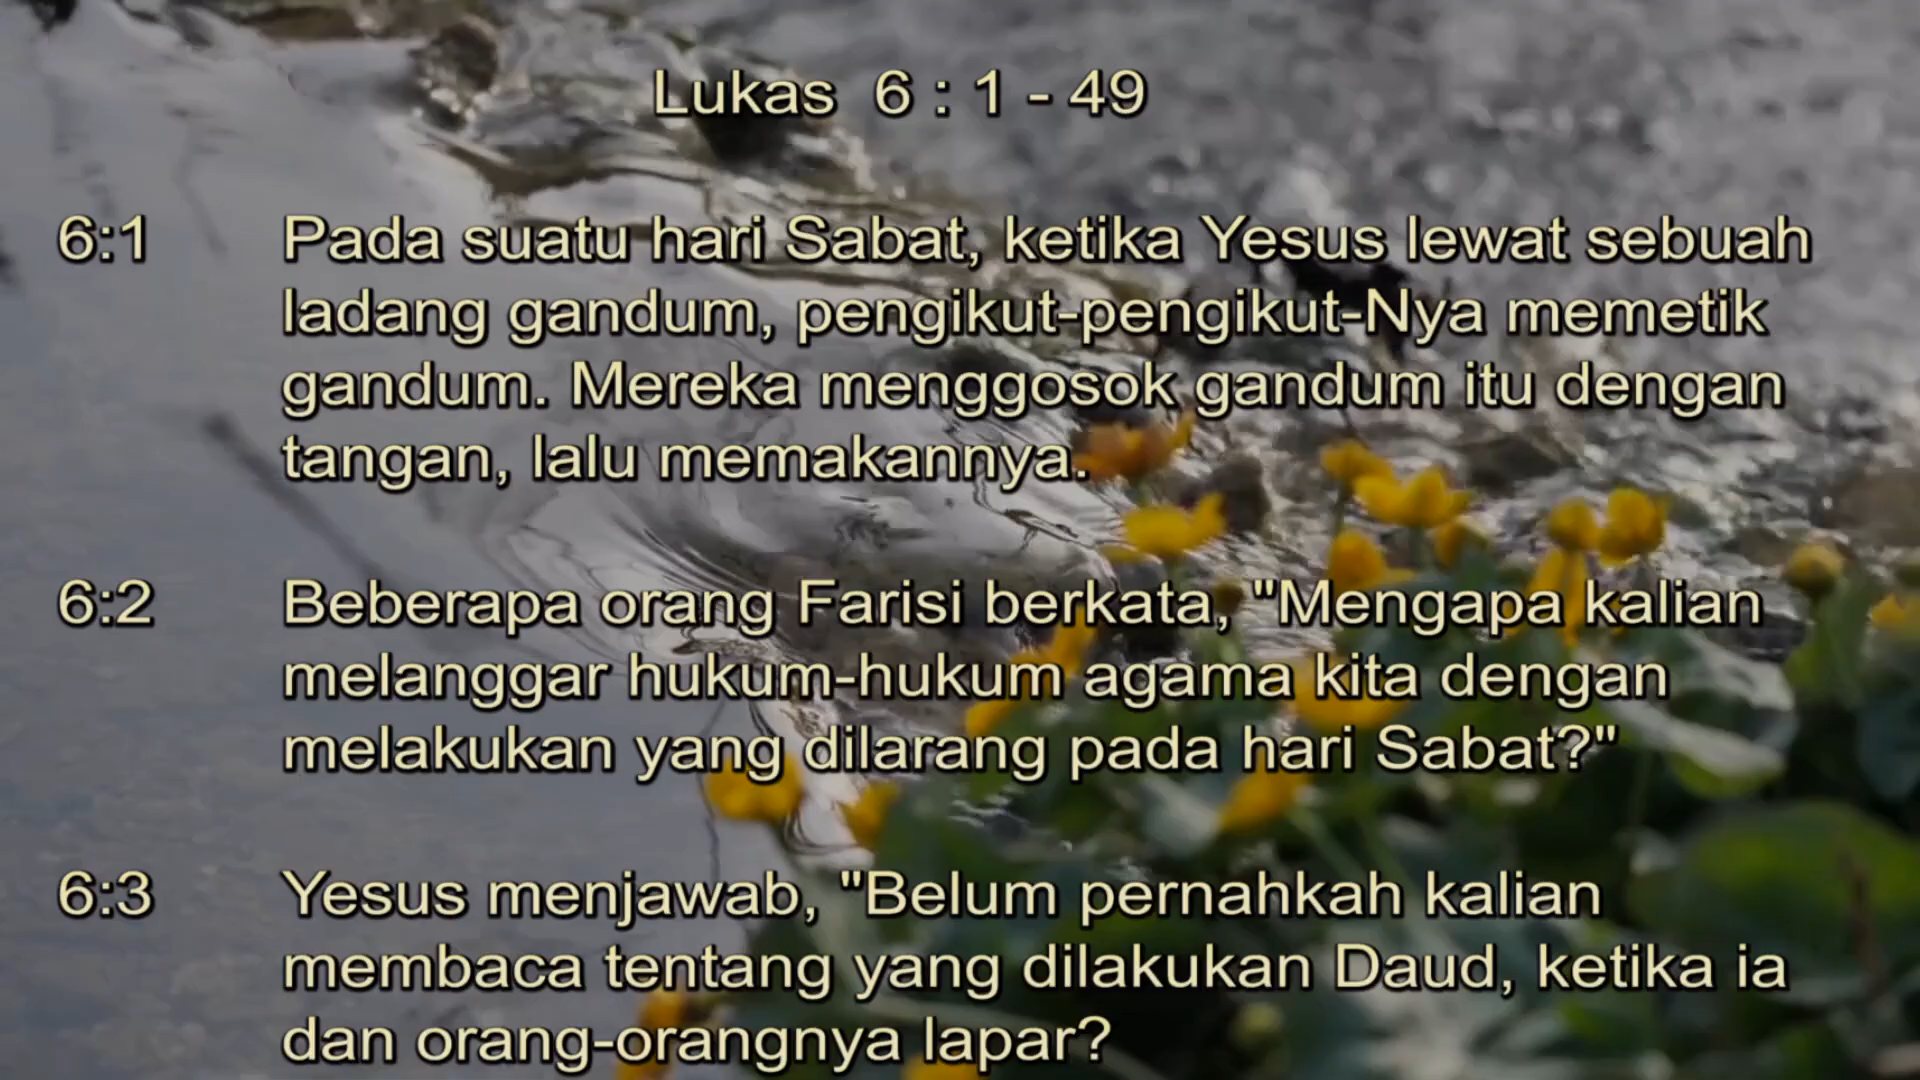 Lukas 6 : 1 - 49
6:1 Pada suatu hari Sabat, ketika Yesus lewat sebuah
ladang gandum, pengikut-pengikut-Nya memetik
gandum. Mereka menggosok gandum itu dengan
tangan, lalu memakannya.
6:2 Beberapa orang Farisi berkata, "Mengapa kalian
melanggar hukum-hukum agama kita dengan
melakukan yang dilarang pada hari Sabat?"
6:3 Yesus menjawab, "Belum pernahkah kalian
membaca tentang yang dilakukan Daud, ketika ia
dan orang-orangnya lapar?